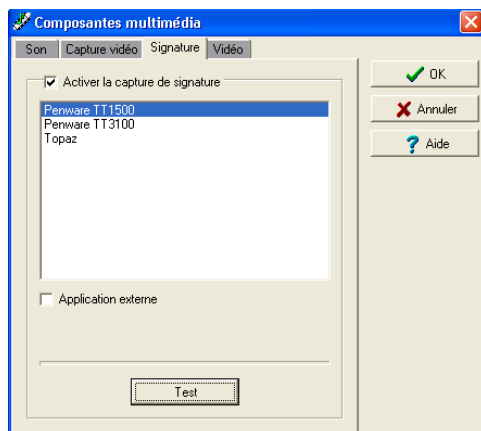 Composantes multimédia
Son Capture vidéo Signature Vidéo
Activer la capture de signature
Penware TT1500
Penware TT3100
Topaz
Application externe
Test
OK
Annuler
? Aide